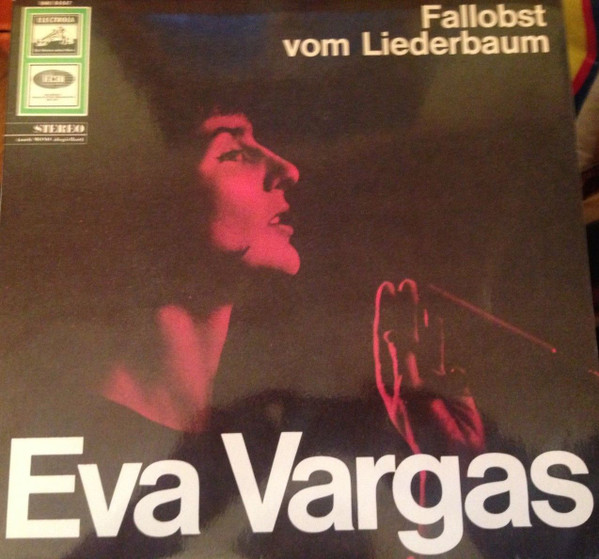 ELECTROLA
STEREO
Fallobst
vom Liederbaum
Eva Vargas